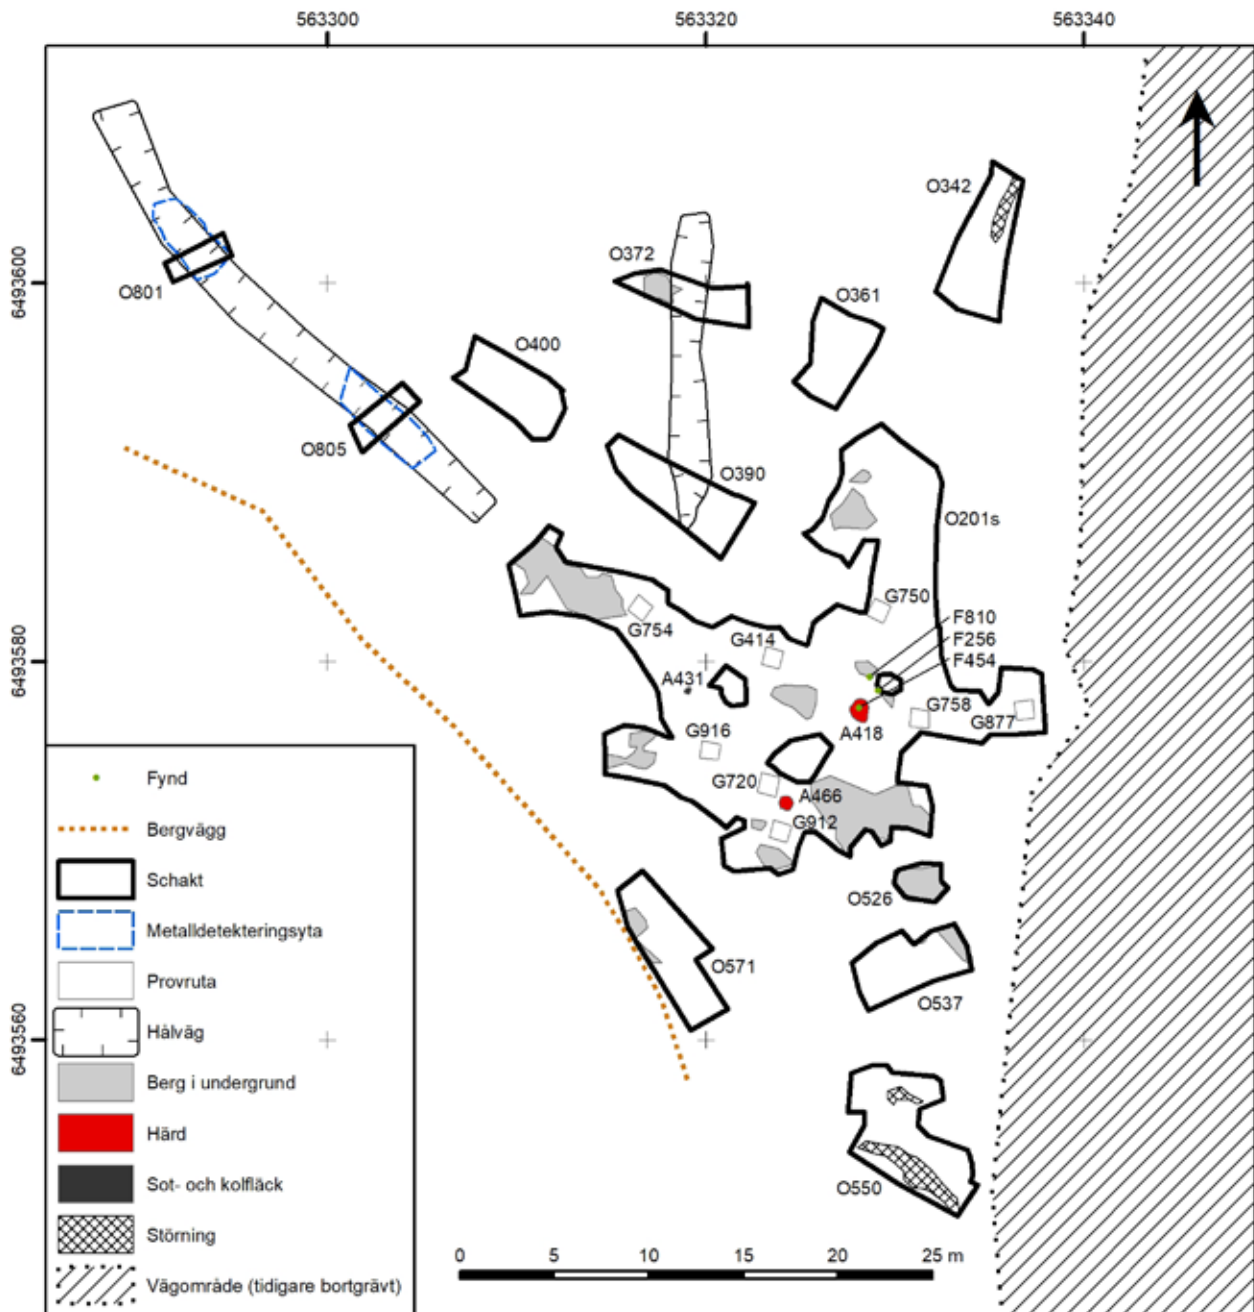 563300
563320
563340
6493600
6493580
6493560
O342
O372
O801
O361
O400
O805
O390
O201s
G750
G754
F810
G414
F256
F454
A431
G758
G877
G916
A418
G720
A466
G912
O526
O571
O537
O550
Fynd
Bergvägg
Schakt
Metalldetekteringsyta
Provruta
Hålväg
Berg i undergrund
Härd
Sot- och kolfläck
Störning
Vägområde (tidigare bortgrävt)
0 5 10 15 20 25 m